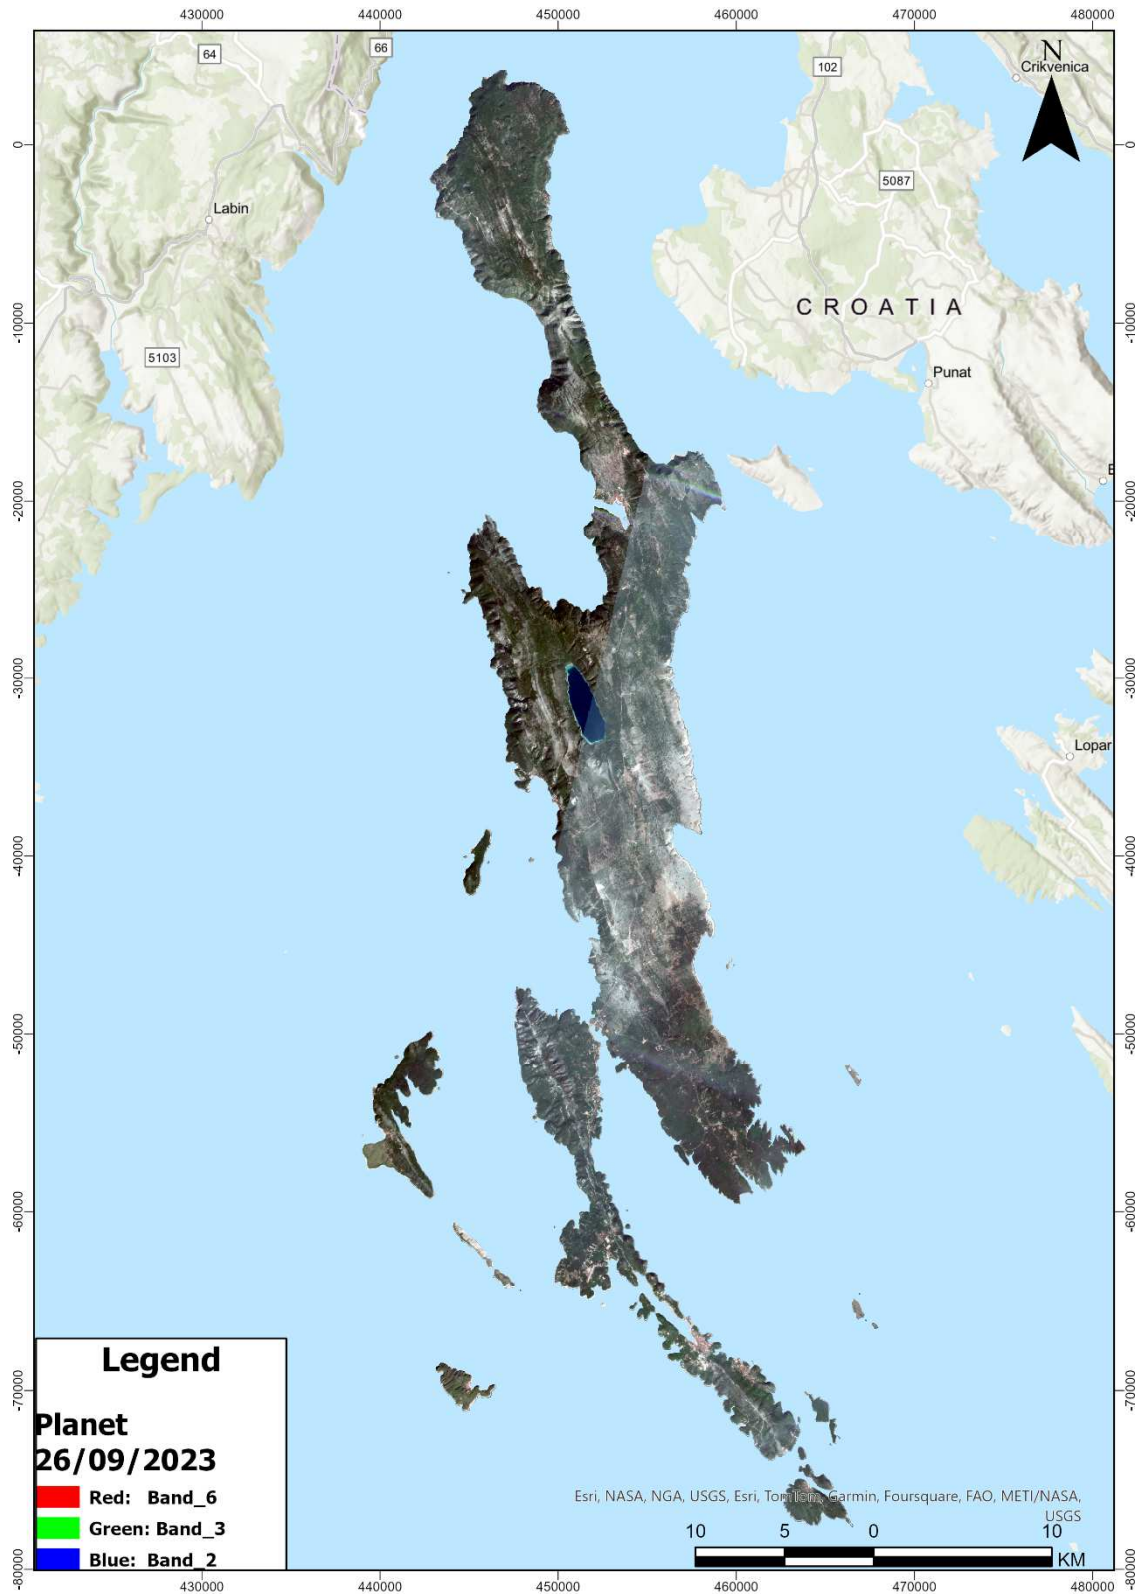 430000 440000 450000 460000 470000 480000
64
66
102
N
Crikvenica
0 0
5087
Labin
CROATIA
-10000 -10000
5103
Punat
-20000 -20000
-30000 -30000
Lopar
-40000 -40000
-50000 -50000
-60000 -60000
Legend
-70000 -70000
Planet
26/09/2023
Red: Band_6
Green: Band_3
Blue: Band_2
Esri, NASA, NGA, USGS, Esri, TomTom, Garmin, Foursquare, FAO, METI/NASA,
USGS
10 5 0 10
KM
-80000 -80000
430000 440000 450000 460000 470000 480000